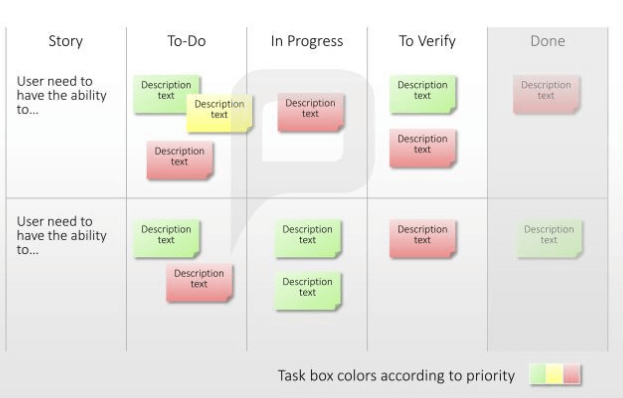 Story
To-Do
In Progress
To Verify
Done
User need to
have the ability
to...
Description
text
Description
text
Description
text
Description
text
Description
text
Description
text
Description
text
User need to
have the ability
to...
Description
text
Description
text
Description
text
Description
text
Description
text
Description
text
Task box colors according to priority